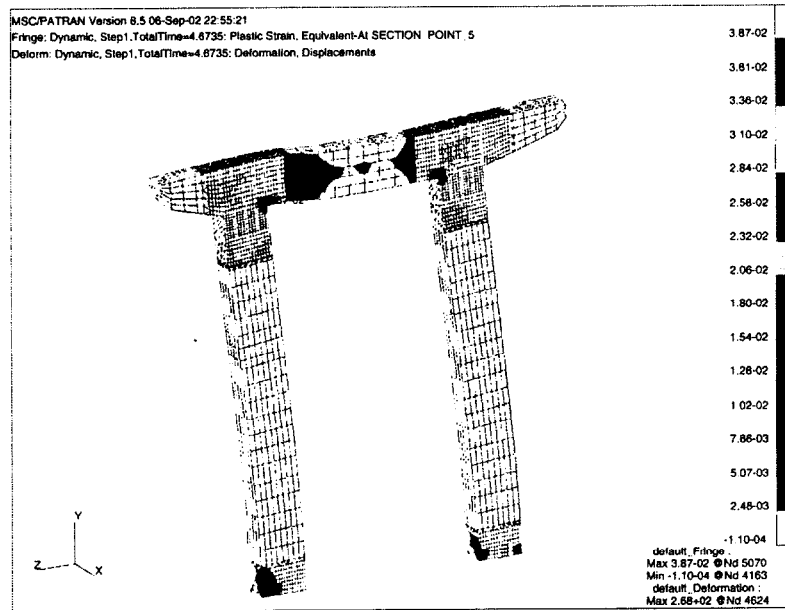 MSC/PATRAN Version 8.5 06-Sep-02 22:55:21
Fringe: Dynamic, Step1,TotalTime=4.6735: Plastic Strain, Equivalent-At SECTION_POINT_5
Deform: Dynamic, Step1,TotalTime=4.6735: Deformation, Displacements
3.87-02
3.61-02
3.36-02
3.10-02
2.84-02
2.58-02
2.32-02
2.06-02
1.80-02
1.54-02
1.28-02
1.02-02
7.66-03
5.07-03
2.48-03
-1.10-04
default_Fringe :
Max 3.87-02 @Nd 5070
Min -1.10-04 @Nd 4163
default_Deformation :
Max 2.68+02 @Nd 4624
Y
Z
X